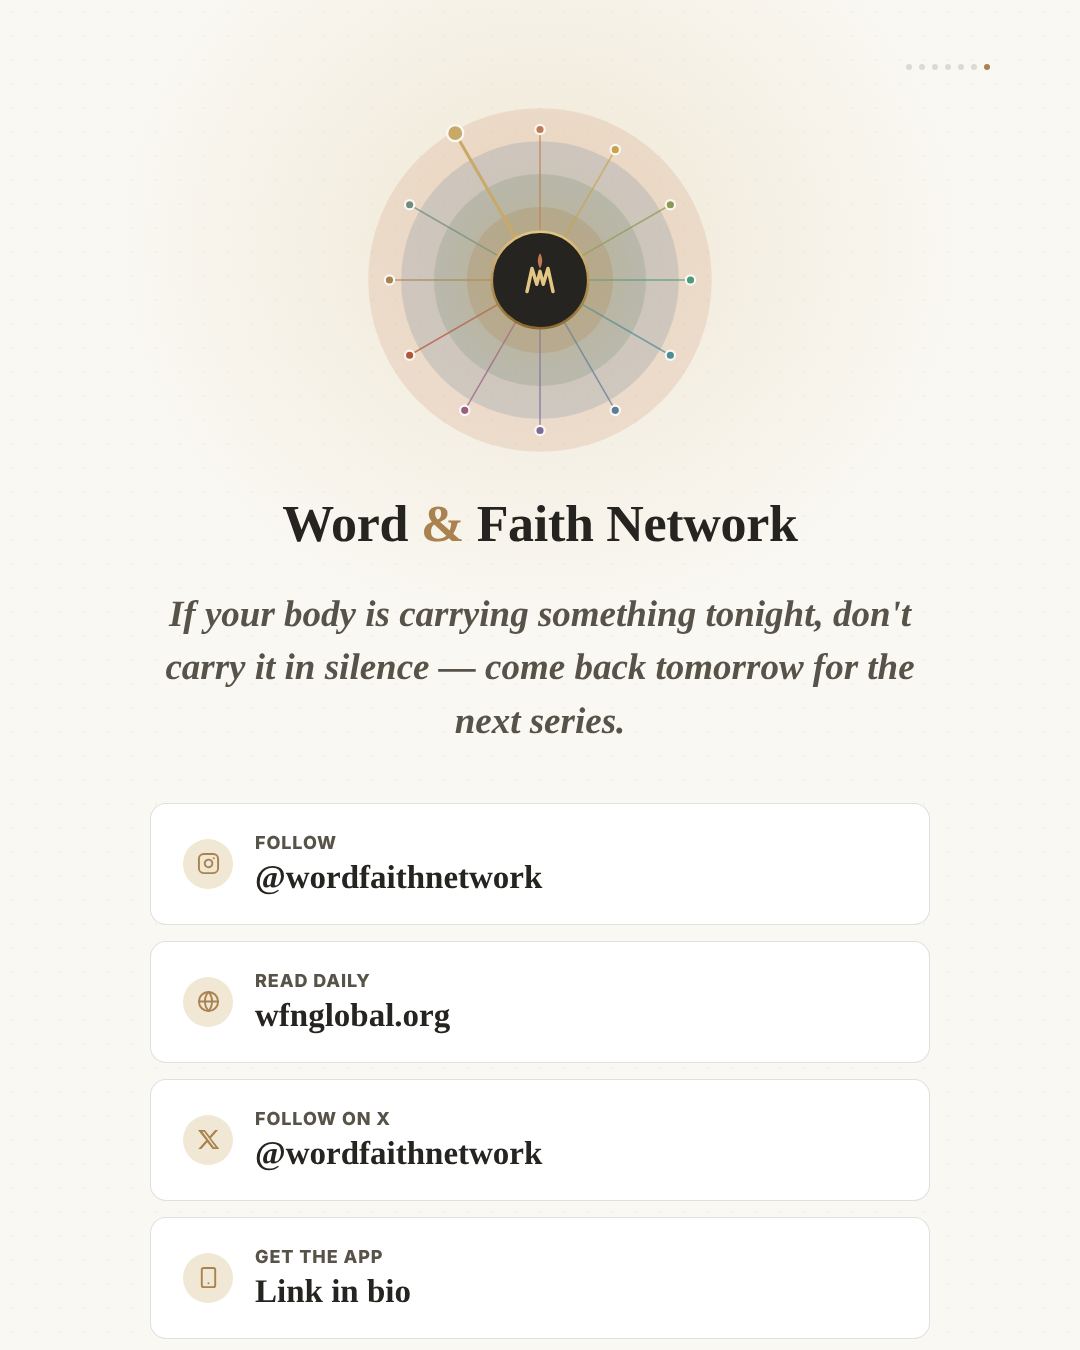 Word & Faith Network
If your body is carrying something tonight, don't
carry it in silence — come back tomorrow for the
next series.
FOLLOW
@wordfaithnetwork
READ DAILY
wfnglobal.org
FOLLOW ON X
@wordfaithnetwork
GET THE APP
Link in bio